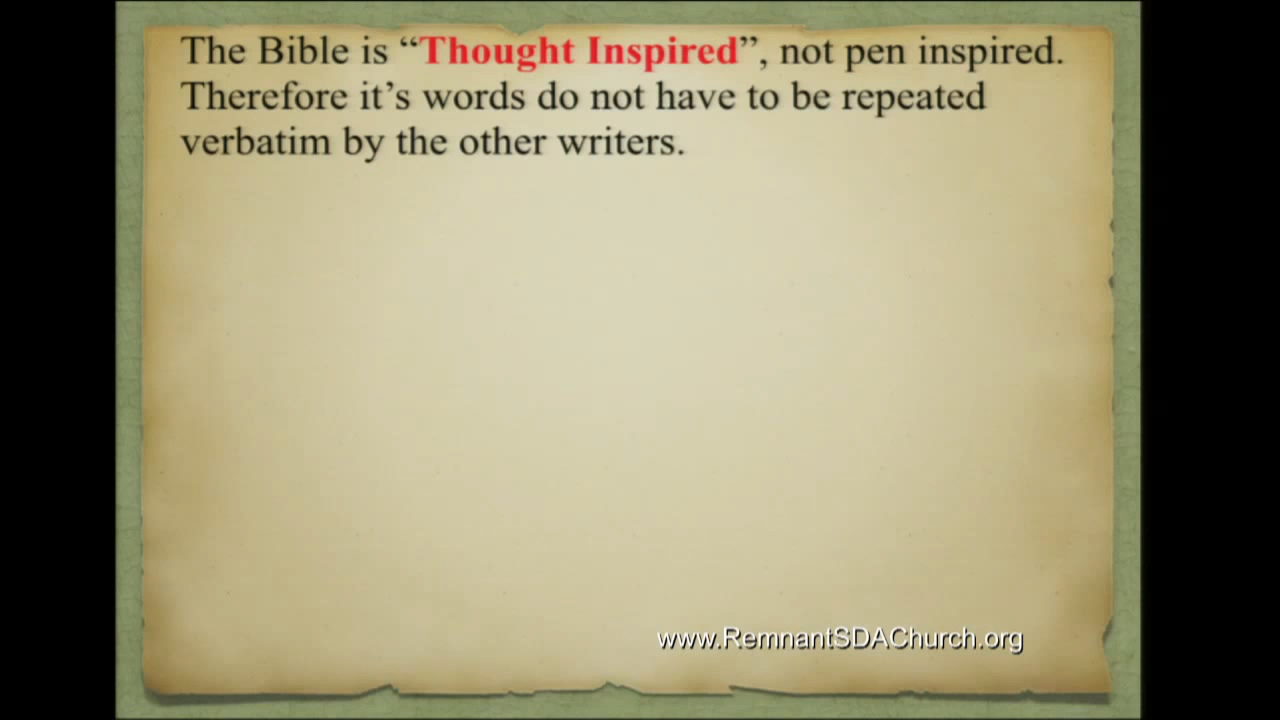 The Bible is “Thought Inspired”, not pen inspired.
Therefore it’s words do not have to be repeated
verbatim by the other writers.
www.RemnantSDAChurch.org